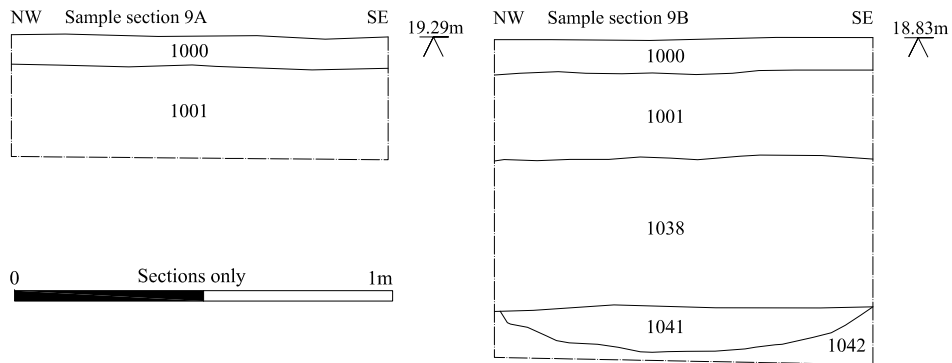 NW Sample section 9A SE
19.29m
1000
1001
0 Sections only 1m
NW Sample section 9B SE
18.83m
1000
1001
1038
1041
1042